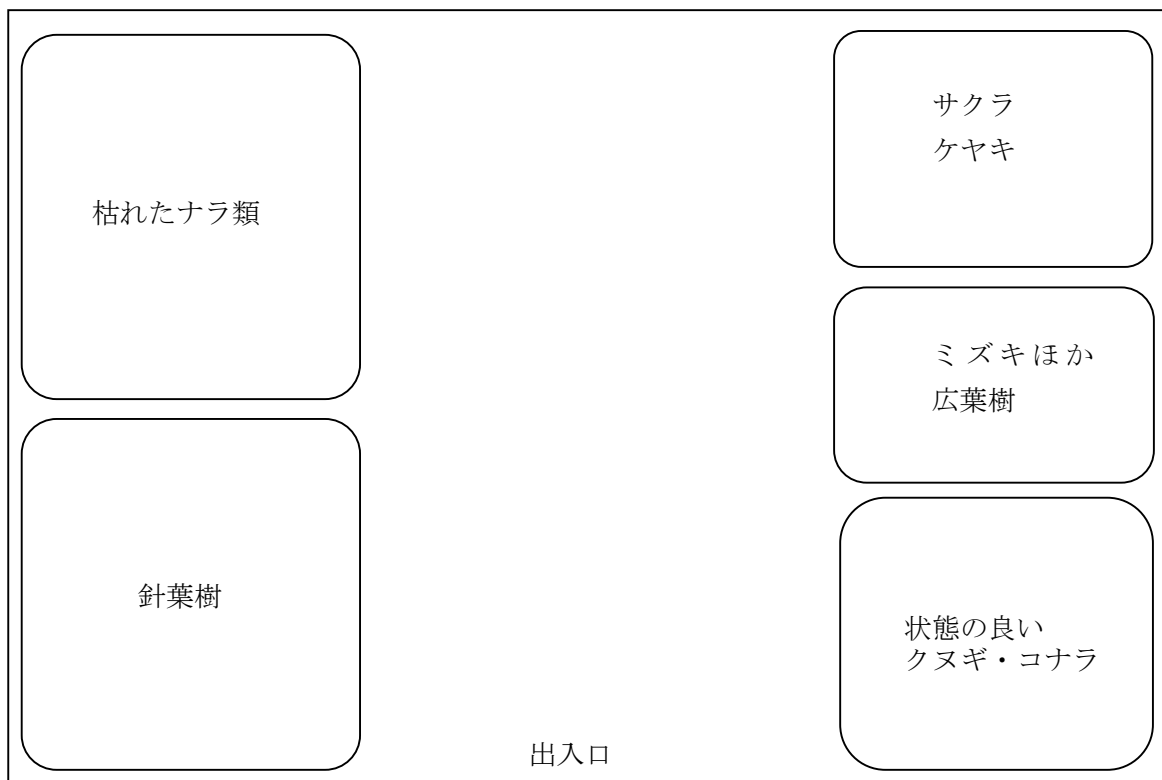 サクラ
ケヤキ
枯れたナラ類
ミズキほか
広葉樹
針葉樹
状態の良い
クヌギ・コナラ
出入口